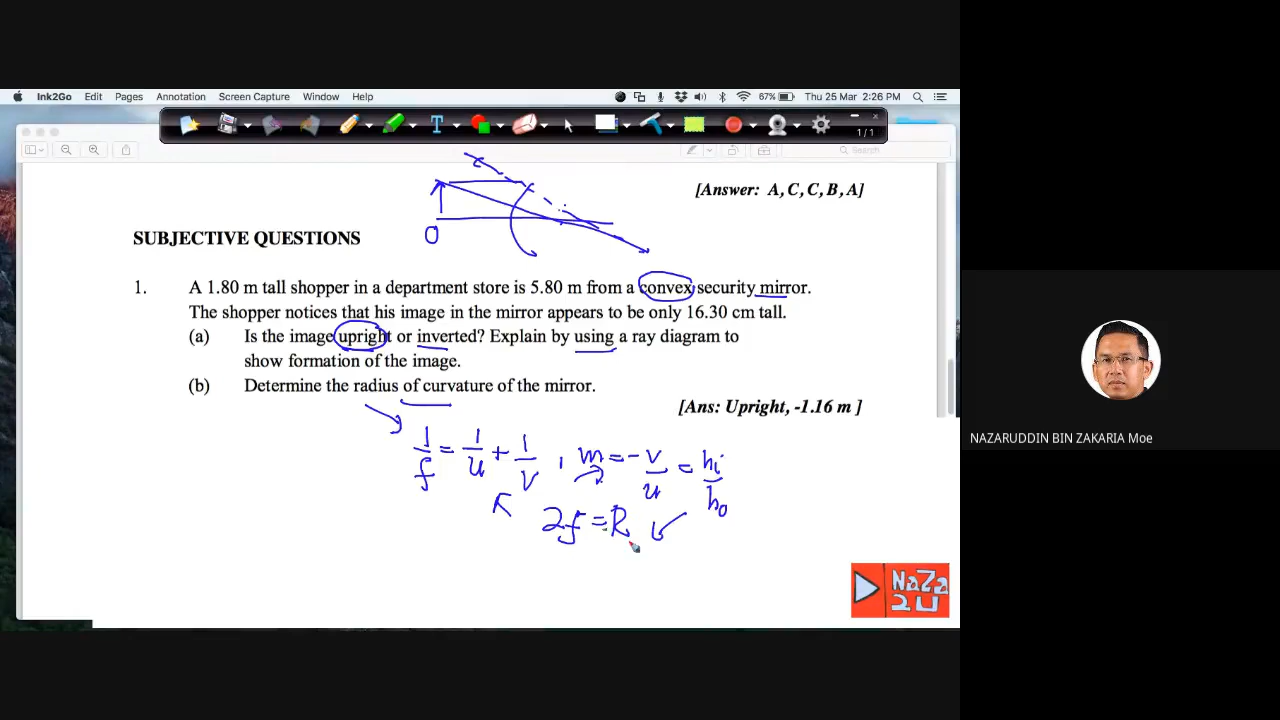 Ink2Go Edit Pages Annotation Screen Capture Window Help 67% Thu 25 Mar 2:26 PM
1/1
Search
[Answer: A, C, C, B, A]
O
SUBJECTIVE QUESTIONS
1. A 1.80 m tall shopper in a department store is 5.80 m from a convex security mirror.
The shopper notices that his image in the mirror appears to be only 16.30 cm tall.
(a) Is the image upright or inverted? Explain by using a ray diagram to
show formation of the image.
(b) Determine the radius of curvature of the mirror.
[Ans: Upright, -1.16 m ]
1/f = 1/u + 1/v , m = -v/u = hi/ho
2f = R
NaZa
2U
NAZARUDDIN BIN ZAKARIA Moe